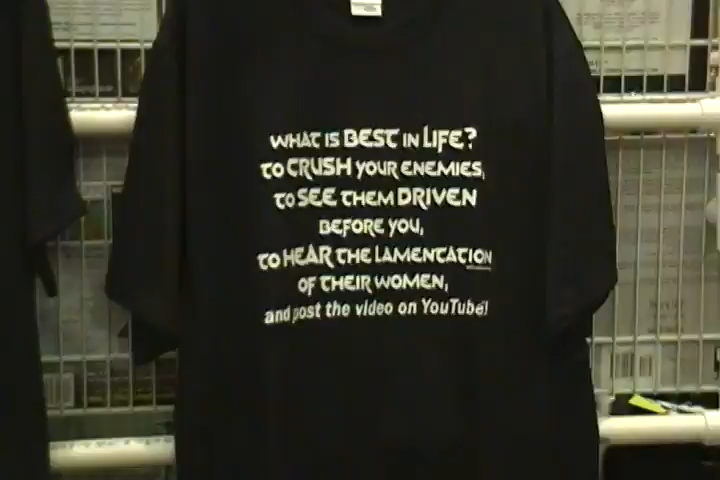 WHAT IS BEST IN LIFE?
TO CRUSH YOUR ENEMIES,
TO SEE THEM DRIVEN
BEFORE YOU,
TO HEAR THE LAMENTATION
OF THEIR WOMEN,
and post the video on YouTube!